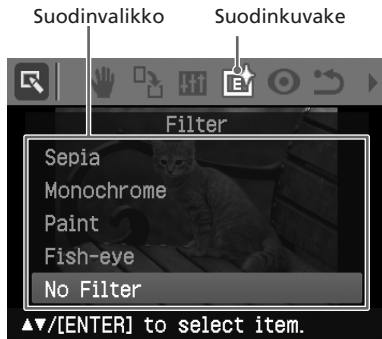 Suodinvalikko Suodinkuvake
E
Filter
Sepia
Monochrome
Paint
Fish-eye
No Filter
▲▼/[ENTER] to select item.